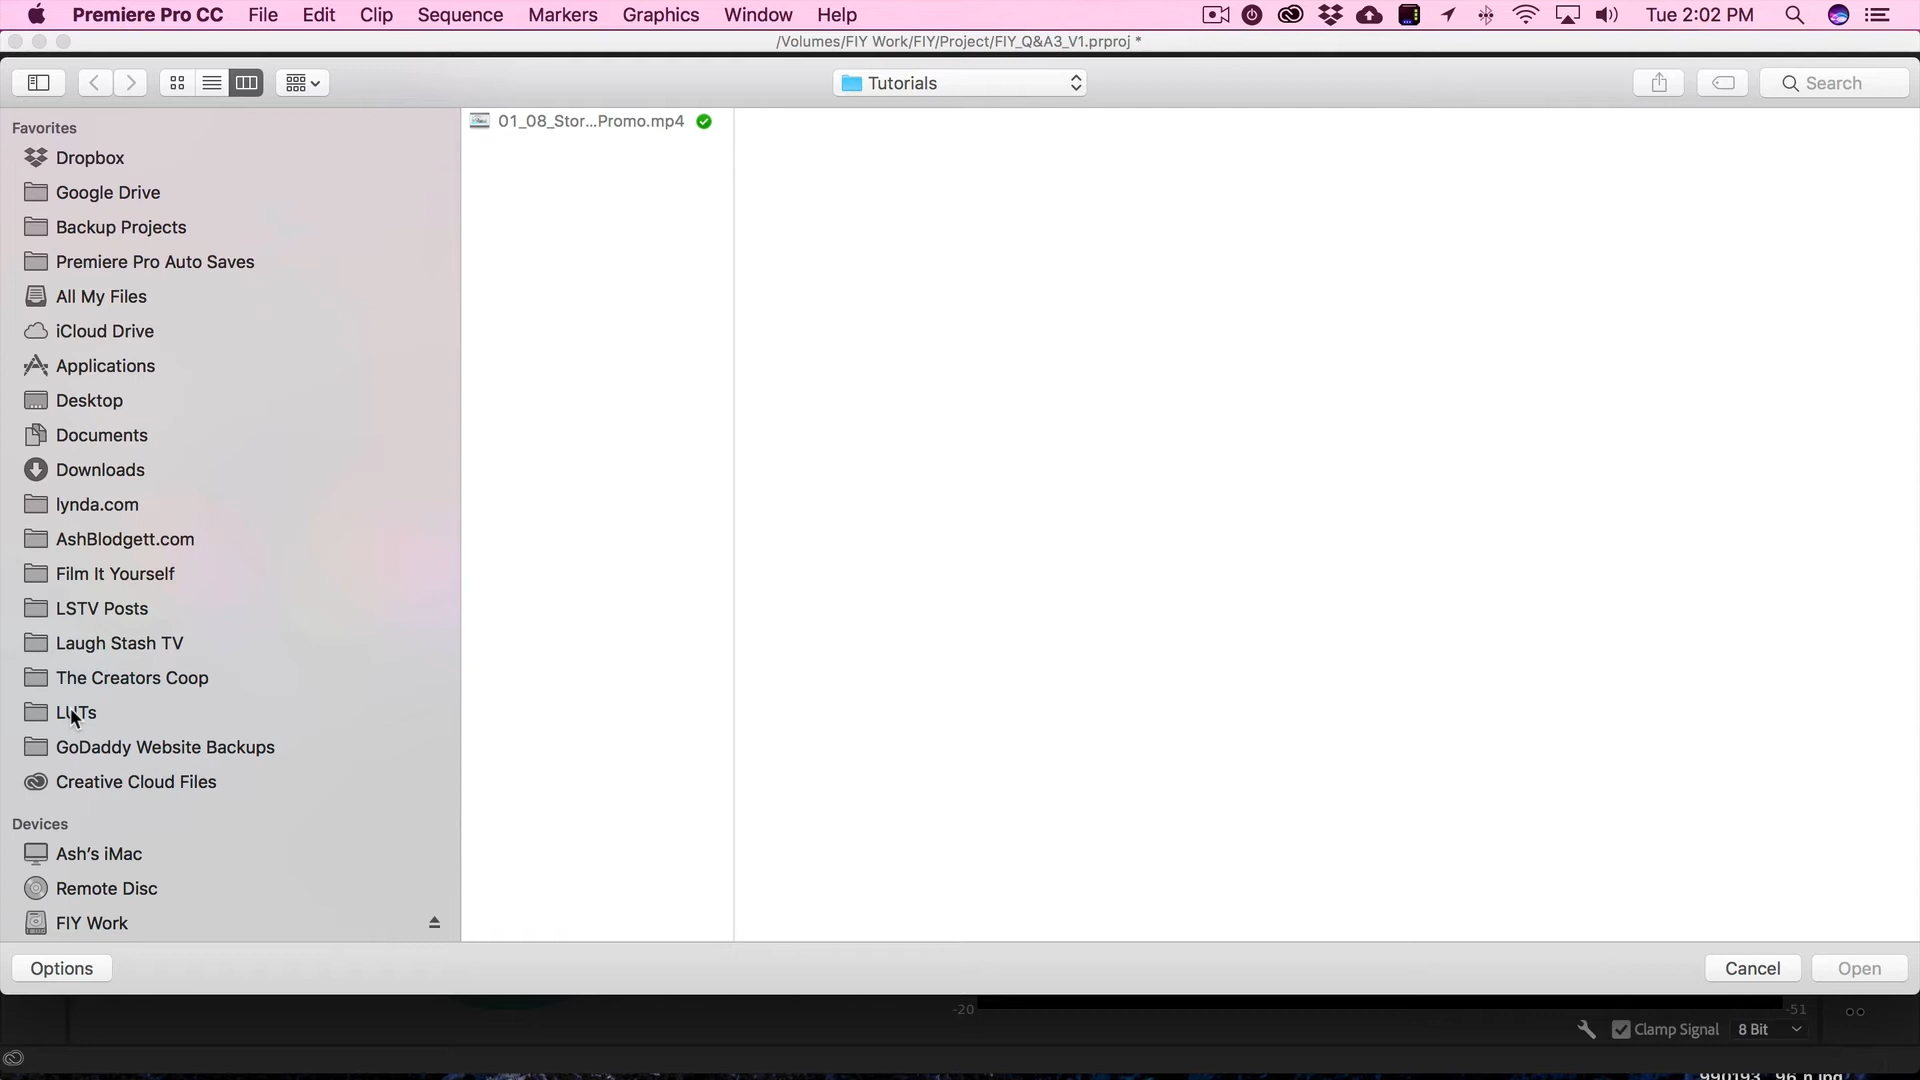 Premiere Pro CC File Edit Clip Sequence Markers Graphics Window Help Tue 2:02 PM
/Volumes/FIY Work/FIY/Project/FIY_Q&A3_V1.prproj *
Tutorials
Search
Favorites
01_08_Stor...Promo.mp4
Dropbox
Google Drive
Backup Projects
Premiere Pro Auto Saves
All My Files
iCloud Drive
Applications
Desktop
Documents
Downloads
lynda.com
AshBlodgett.com
Film It Yourself
LSTV Posts
Laugh Stash TV
The Creators Coop
LUTs
GoDaddy Website Backups
Creative Cloud Files
Devices
Ash's iMac
Remote Disc
FIY Work
Options
Cancel
Open
-20
-51
Clamp Signal 8 Bit